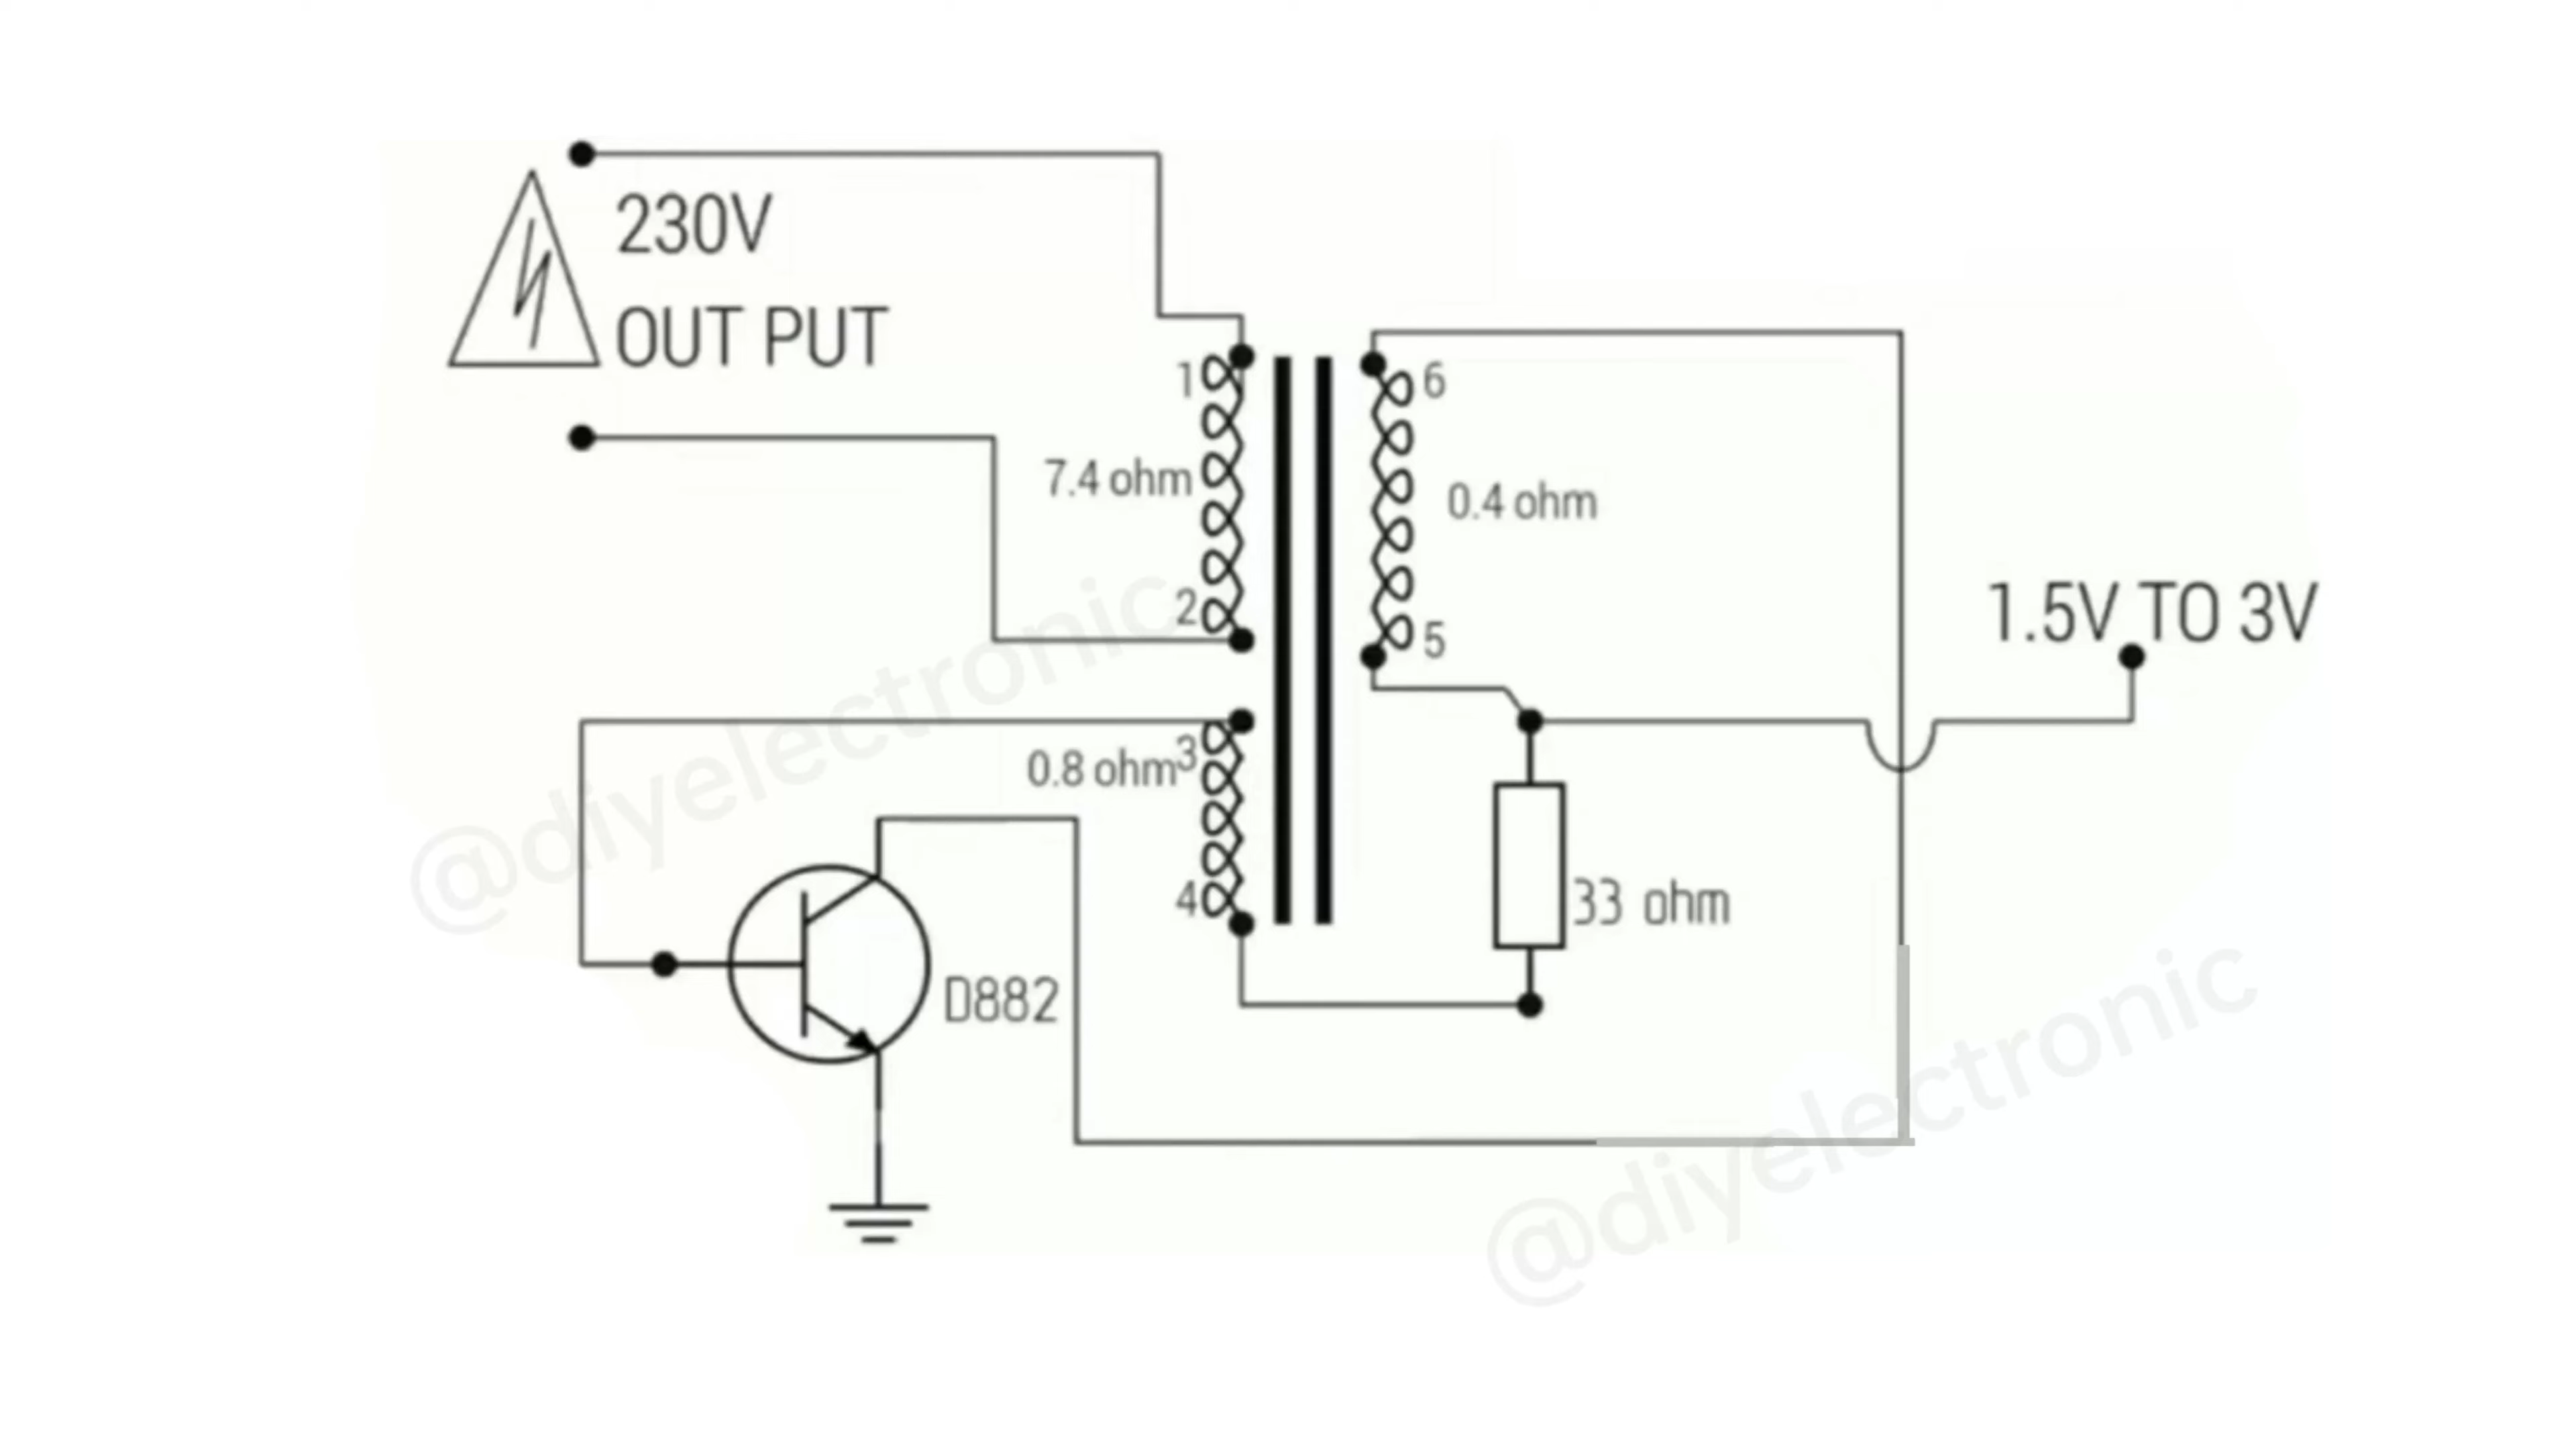 230V
OUT PUT
1
6
7.4 ohm
0.4 ohm
2
5
1.5V TO 3V
3
0.8 ohm
4
33 ohm
D882
@diyelectronic
@diyelectronic